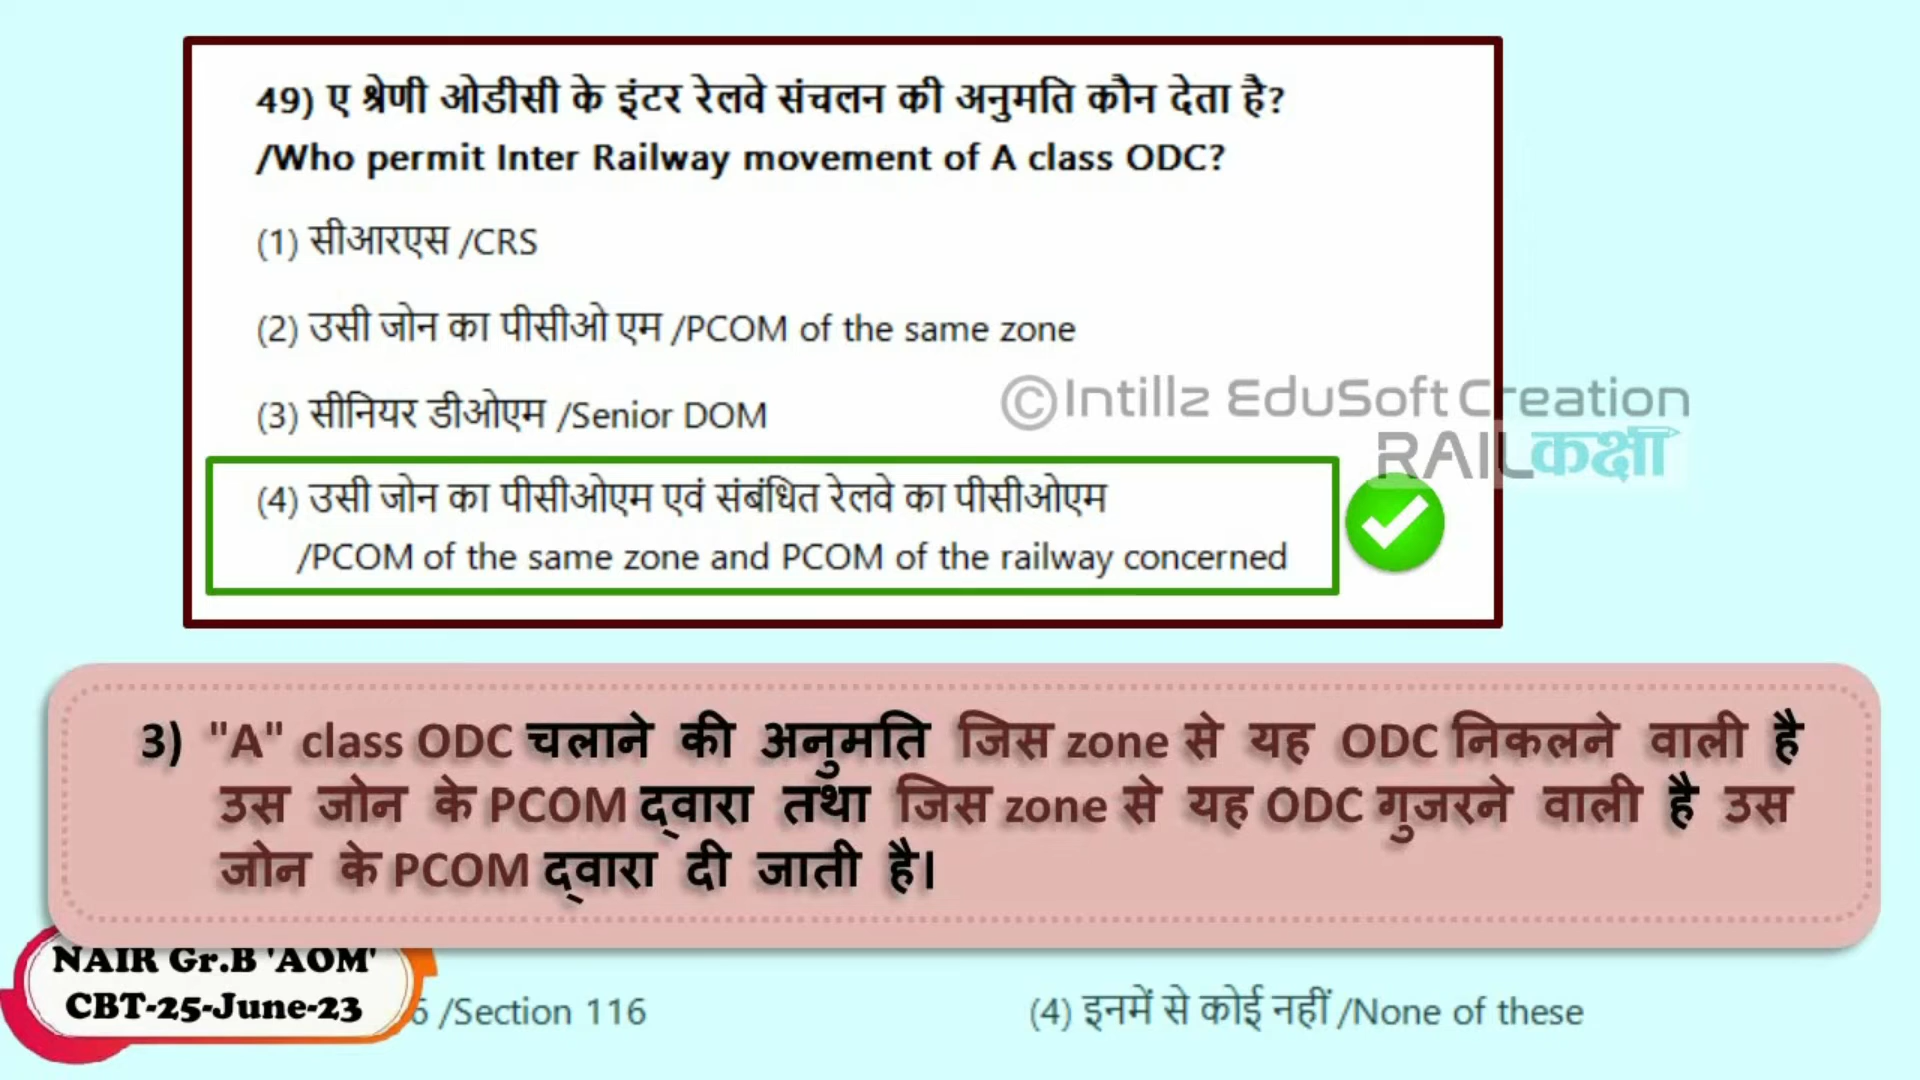 49) ए श्रेणी ओडीसी के इंटर रेलवे संचलन की अनुमति कौन देता है?
/Who permit Inter Railway movement of A class ODC?
(1) सीआरएस /CRS
(2) उसी जोन का पीसीओ एम /PCOM of the same zone
(3) सीनियर डीओएम /Senior DOM
©Intillz EduSoft Creation
RAILकक्षा
(4) उसी जोन का पीसीओएम एवं संबंधित रेलवे का पीसीओएम
/PCOM of the same zone and PCOM of the railway concerned
3) "A" class ODC चलाने की अनुमति जिस zone से यह ODC निकलने वाली है
उस जोन के PCOM द्वारा तथा जिस zone से यह ODC गुजरने वाली है उस
जोन के PCOM द्वारा दी जाती है।
NAIR Gr.B 'AOM'
CBT-25-June-23
6 /Section 116
(4) इनमें से कोई नहीं /None of these